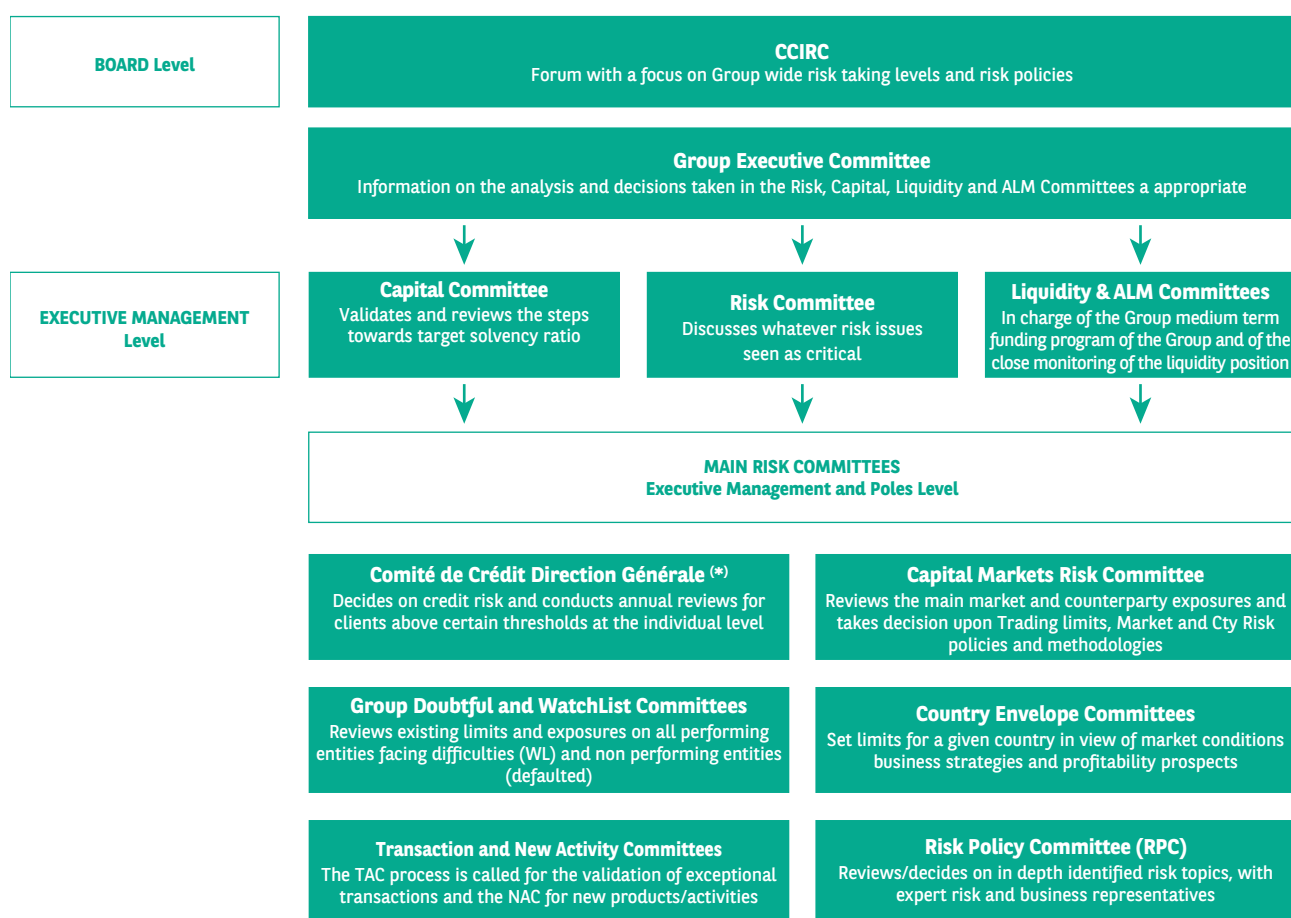 BOARD Level
CCIRC
Forum with a focus on Group wide risk taking levels and risk policies
Group Executive Committee
Information on the analysis and decisions taken in the Risk, Capital, Liquidity and ALM Committees a appropriate
EXECUTIVE MANAGEMENT
Level
Capital Committee
Validates and reviews the steps
towards target solvency ratio
Risk Committee
Discusses whatever risk issues
seen as critical
Liquidity & ALM Committees
In charge of the Group medium term
funding program of the Group and of the
close monitoring of the liquidity position
MAIN RISK COMMITTEES
Executive Management and Poles Level
Comité de Crédit Direction Générale (*)
Decides on credit risk and conducts annual reviews for
clients above certain thresholds at the individual level
Capital Markets Risk Committee
Reviews the main market and counterparty exposures and
takes decision upon Trading limits, Market and Cty Risk
policies and methodologies
Group Doubtful and WatchList Committees
Reviews existing limits and exposures on all performing
entities facing difficulties (WL) and non performing entities
(defaulted)
Country Envelope Committees
Set limits for a given country in view of market conditions
business strategies and profitability prospects
Transaction and New Activity Committees
The TAC process is called for the validation of exceptional
transactions and the NAC for new products/activities
Risk Policy Committee (RPC)
Reviews/decides on in depth identified risk topics, with
expert risk and business representatives